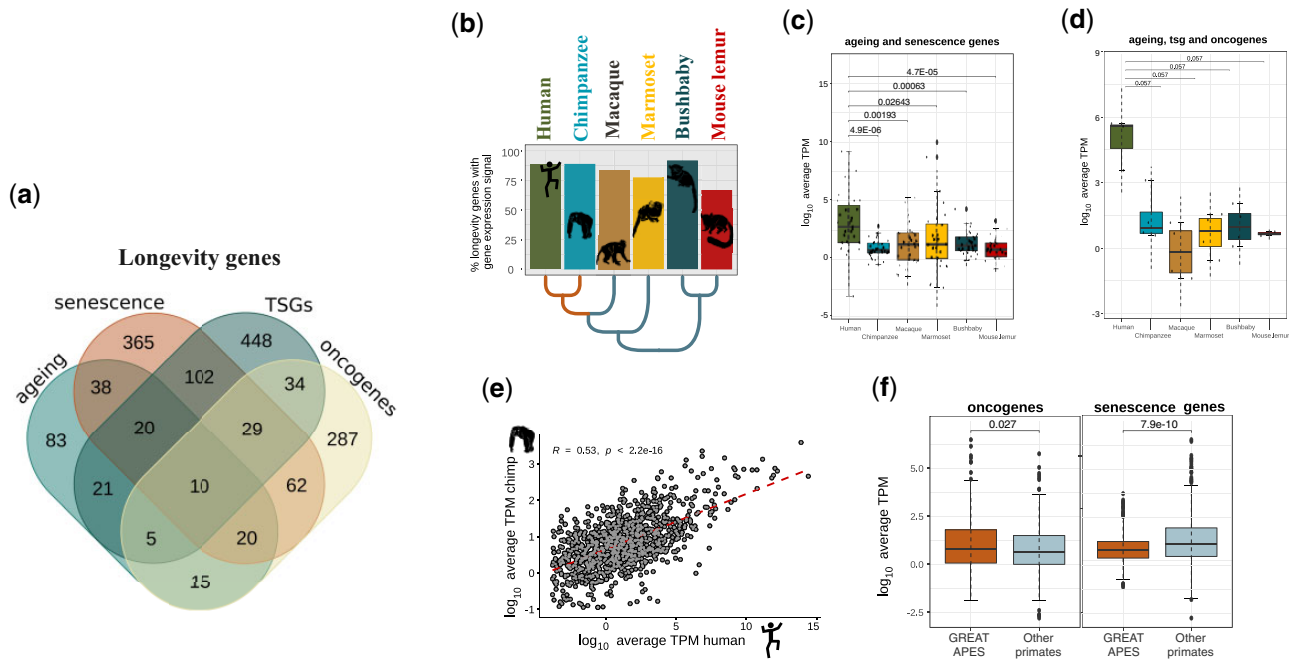 (a)
Longevity genes
senescence
TSGs
ageing
oncogenes
365
448
38
102
34
83
20
29
287
21
10
62
5
20
15
(b)
Human
Chimpanzee
Macaque
Marmoset
Bushbaby
Mouse lemur
% longevity genes with
gene expression signal
100
75
50
25
0
(c)
ageing and senescence genes
log10 average TPM
15
10
5
0
-5
4.7E-05
0.00063
0.02643
0.00193
4.9E-06
Human
Chimpanzee
Macaque
Marmoset
Bushbaby
Mouse lemur
(d)
ageing, tsg and oncogenes
log10 average TPM
9
6
3
0
-3
0.057
0.057
0.057
0.057
Human
Chimpanzee
Macaque
Marmoset
Bushbaby
Mouse lemur
(e)
R = 0.53, p < 2.2e-16
log10 average TPM chimp
3
2
1
0
-1
0
5
10
15
log10 average TPM human
(f)
oncogenes
senescence genes
0.027
7.9e-10
log10 average TPM
5.0
2.5
0.0
-2.5
GREAT
APES
Other
primates
GREAT
APES
Other
primates